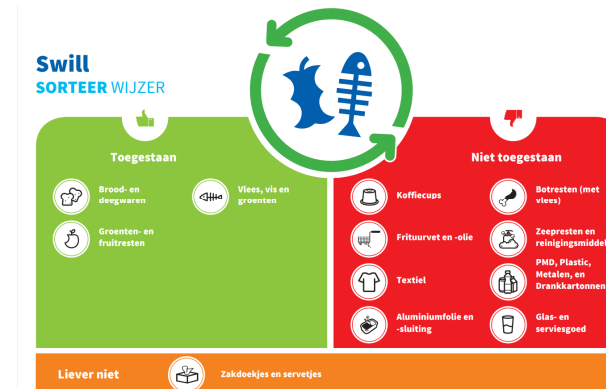 Swill
SORTEER WIJZER
Toegestaan
Brood- en
deegwaren
Vlees, vis en
groenten
Groenten- en
fruitresten
Niet toegestaan
Koffiecups
Botresten (met
vlees)
Frituurvet en -olie
Zeepresten en
reinigingsmiddel
Textiel
PMD, Plastic,
Metalen, en
Drankkartonnen
Aluminiumfolie en
-sluiting
Glas- en
serviesgoed
Liever niet
Zakdoekjes en servetjes